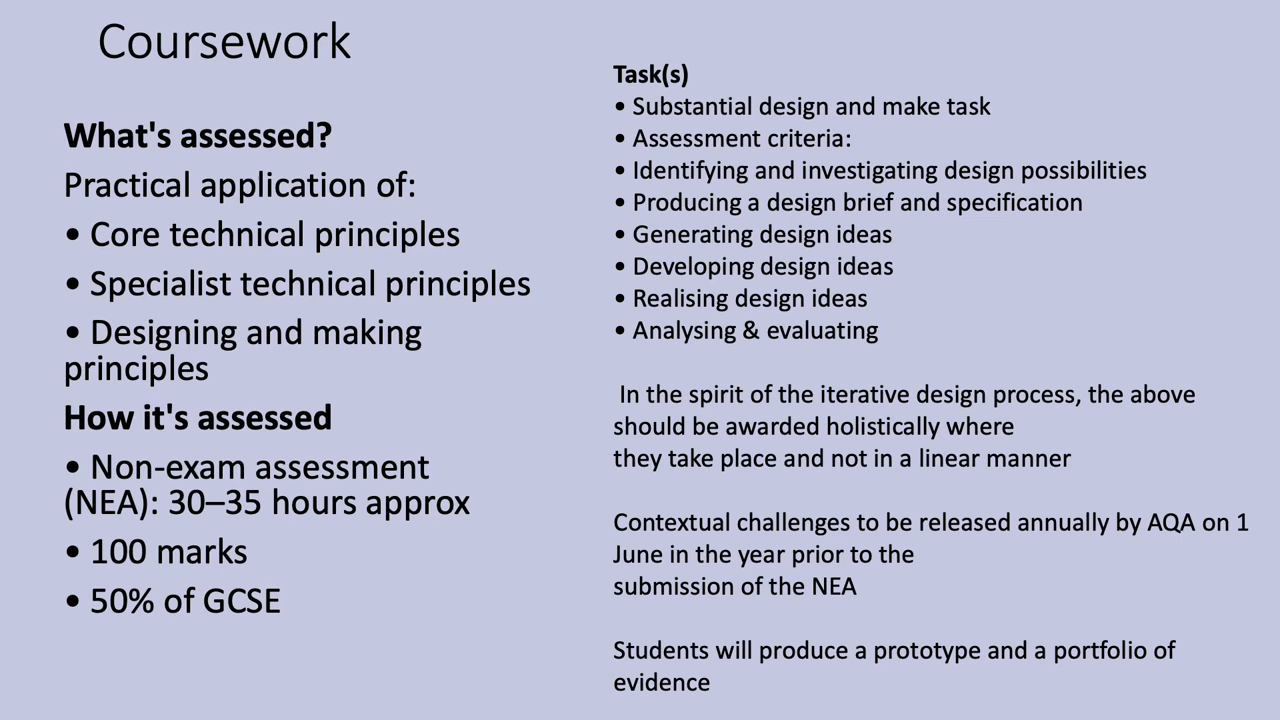 Coursework
What's assessed?
Practical application of:
• Core technical principles
• Specialist technical principles
• Designing and making
principles
How it's assessed
• Non-exam assessment
(NEA): 30–35 hours approx
• 100 marks
• 50% of GCSE
Task(s)
• Substantial design and make task
• Assessment criteria:
• Identifying and investigating design possibilities
• Producing a design brief and specification
• Generating design ideas
• Developing design ideas
• Realising design ideas
• Analysing & evaluating
In the spirit of the iterative design process, the above
should be awarded holistically where
they take place and not in a linear manner
Contextual challenges to be released annually by AQA on 1
June in the year prior to the
submission of the NEA
Students will produce a prototype and a portfolio of
evidence